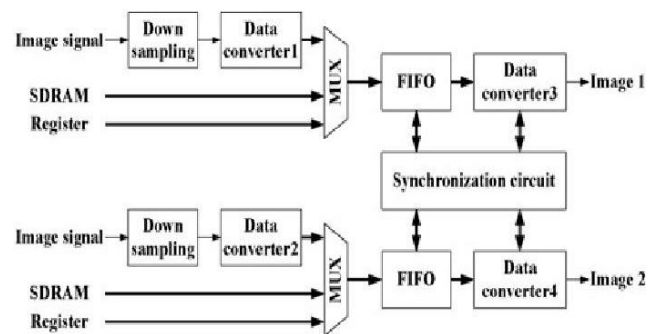 Image signal
Down
sampling
Data
converter1
SDRAM
Register
MUX
FIFO
Data
converter3
Image 1
Synchronization circuit
Image signal
Down
sampling
Data
converter2
SDRAM
Register
MUX
FIFO
Data
converter4
Image 2